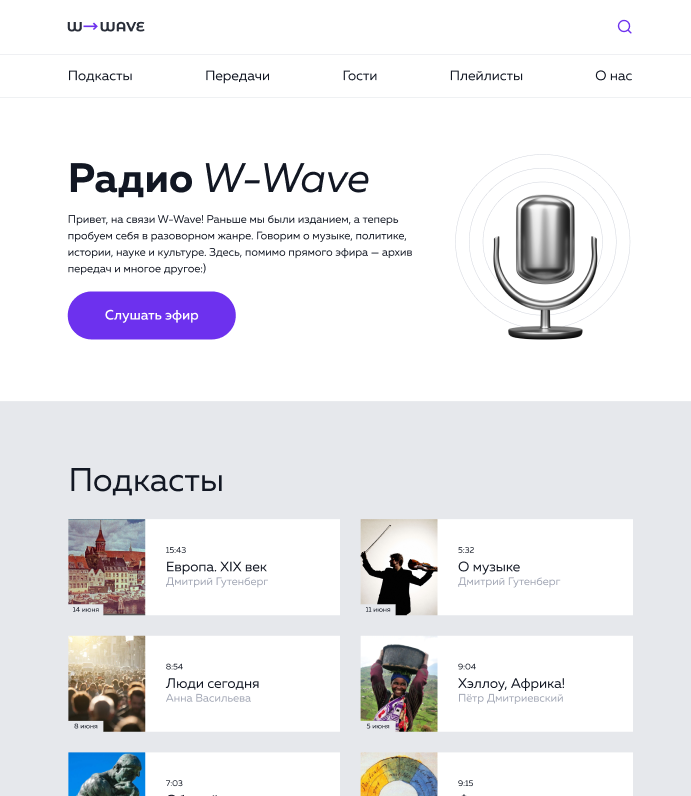 W→WAVE
Подкасты Передачи Гости Плейлисты О нас
Радио W-Wave
Привет, на связи W-Wave! Раньше мы были изданием, а теперь
пробуем себя в разоворном жанре. Говорим о музыке, политике,
истории, науке и культуре. Здесь, помимо прямого эфира — архив
передач и многое другое:)
Слушать эфир
Подкасты
15:43
Европа. XIX век
Дмитрий Гутенберг
14 июня
5:32
О музыке
Дмитрий Гутенберг
11 июня
8:54
Люди сегодня
Анна Васильева
8 июня
9:04
Хэллоу, Африка!
Пётр Дмитриевский
5 июня
7:03
9:15